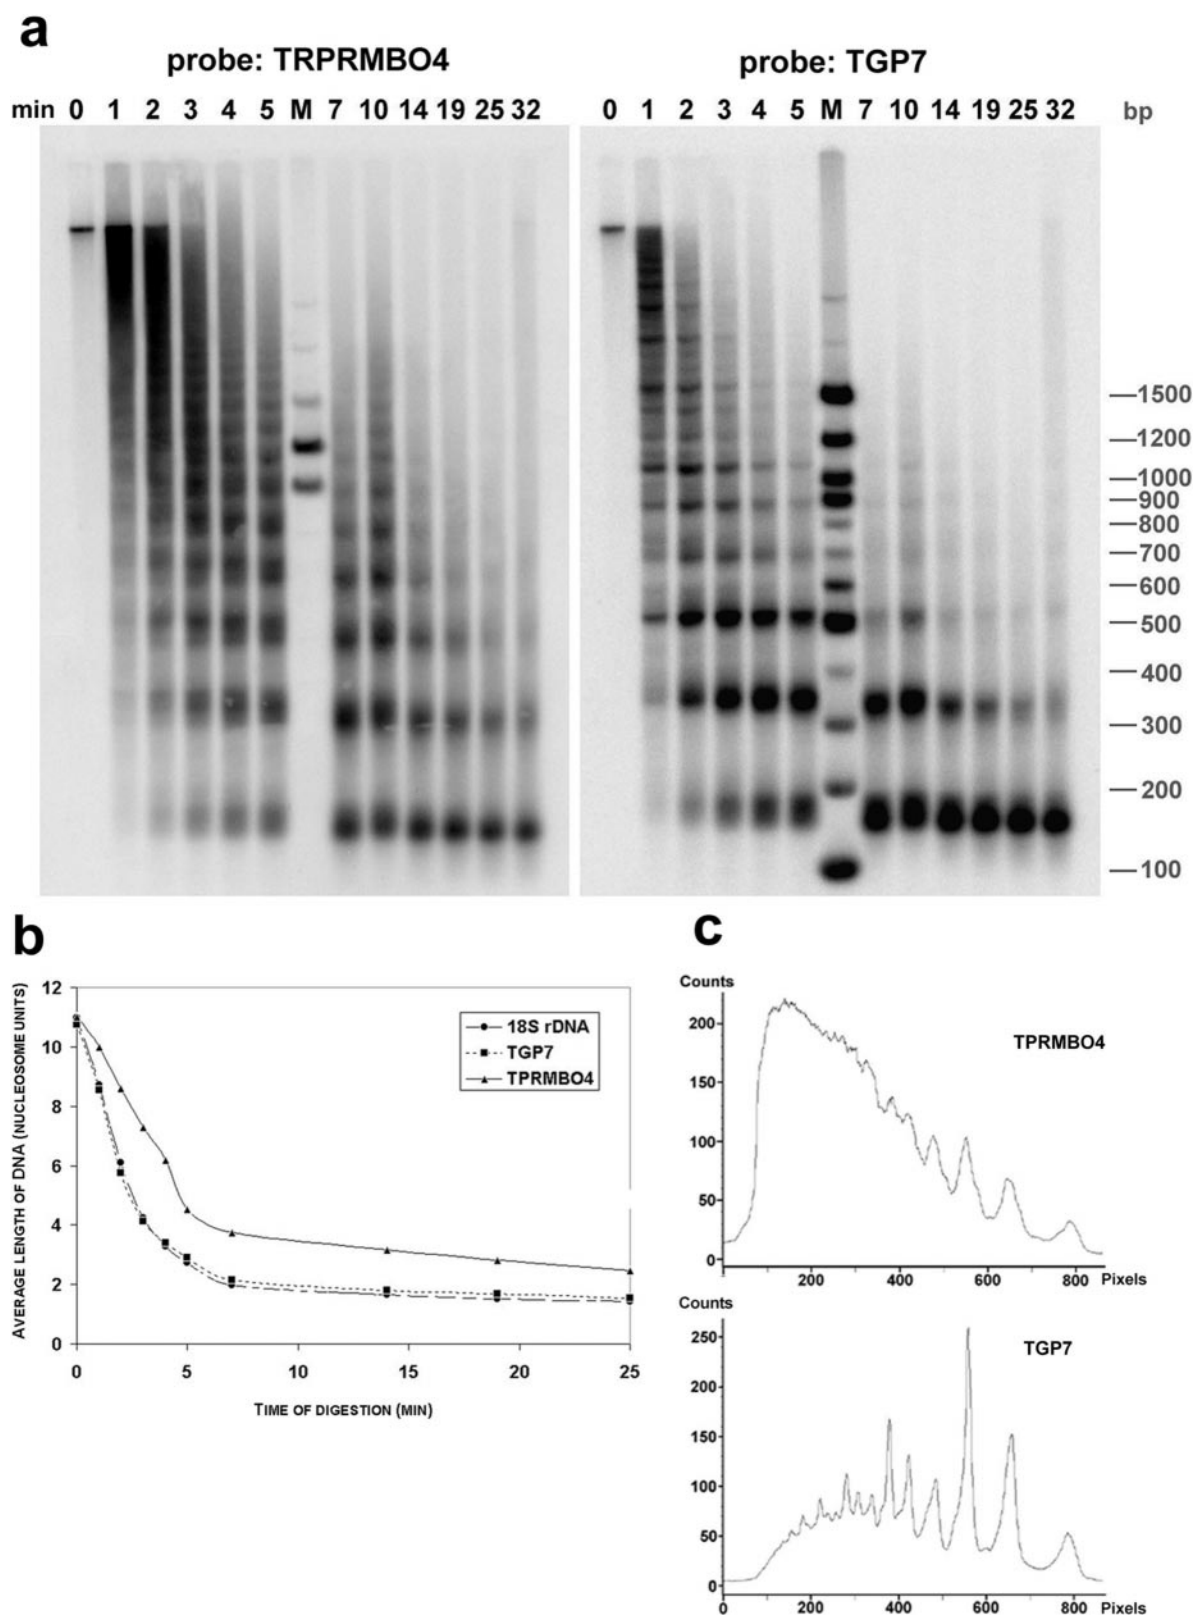 a
probe: TRPRMBO4
probe: TGP7
min 0 1 2 3 4 5 M 7 10 14 19 25 32
0 1 2 3 4 5 M 7 10 14 19 25 32 bp
1500
1200
1000
900
800
700
600
500
400
300
200
100
b
12
10
8
6
4
2
0
AVERAGE LENGTH OF DNA (NUCLEOSOME UNITS)
18S rDNA
TGP7
TPRMBO4
0 5 10 15 20 25
TIME OF DIGESTION (MIN)
c
Counts
TPRMBO4
200
150
100
50
0
200 400 600 800 Pixels
Counts
TGP7
250
200
150
100
50
0
0 200 400 600 800 Pixels